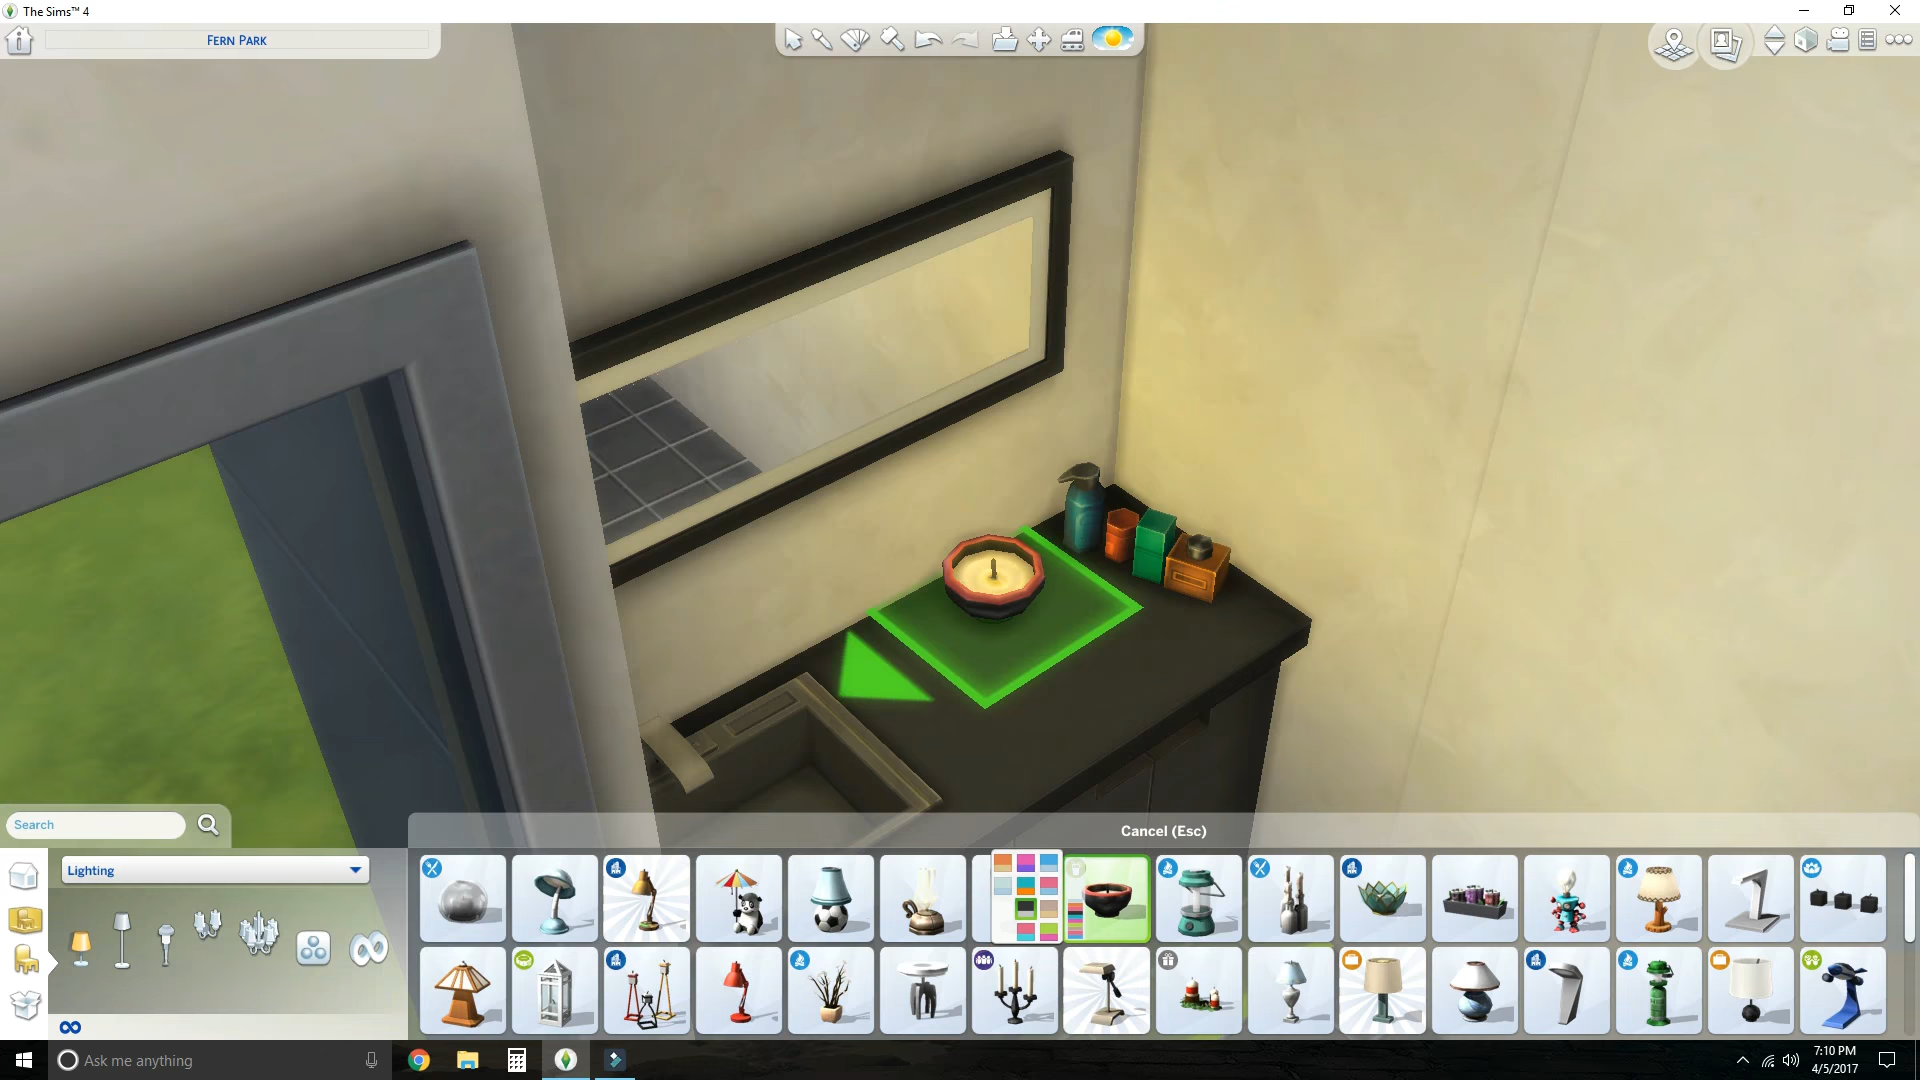 The Sims™ 4
FERN PARK
Search
Cancel (Esc)
Lighting
Ask me anything
7:10 PM
4/5/2017